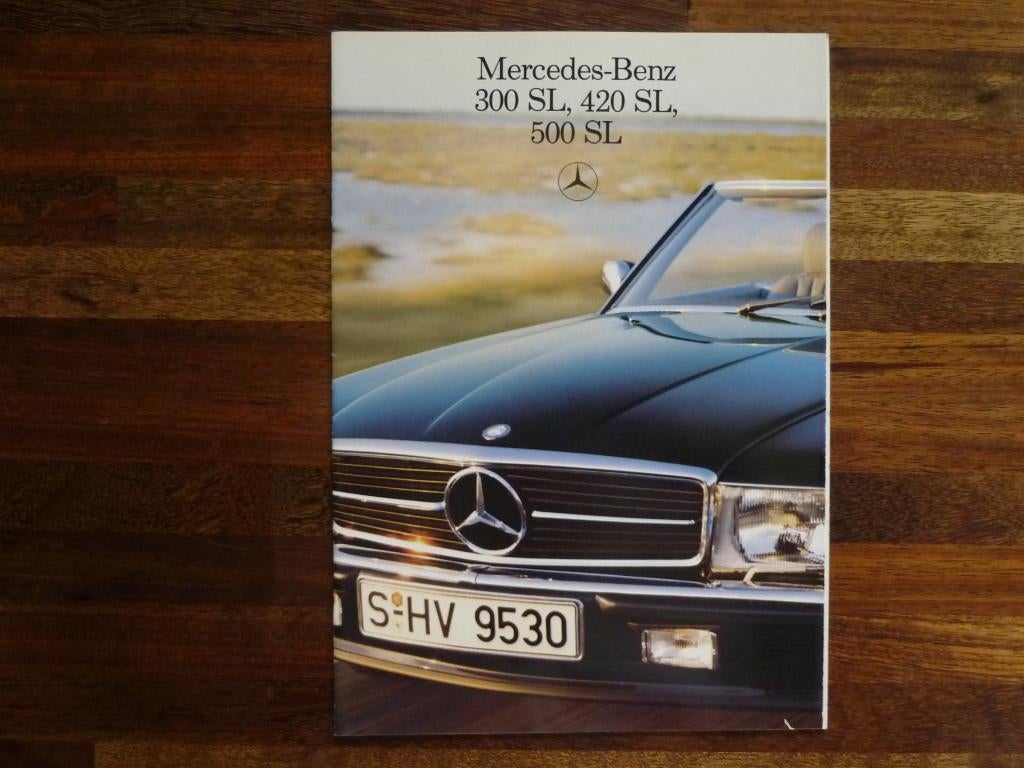 Mercedes-Benz
300 SL, 420 SL,
500 SL
S-HV 9530